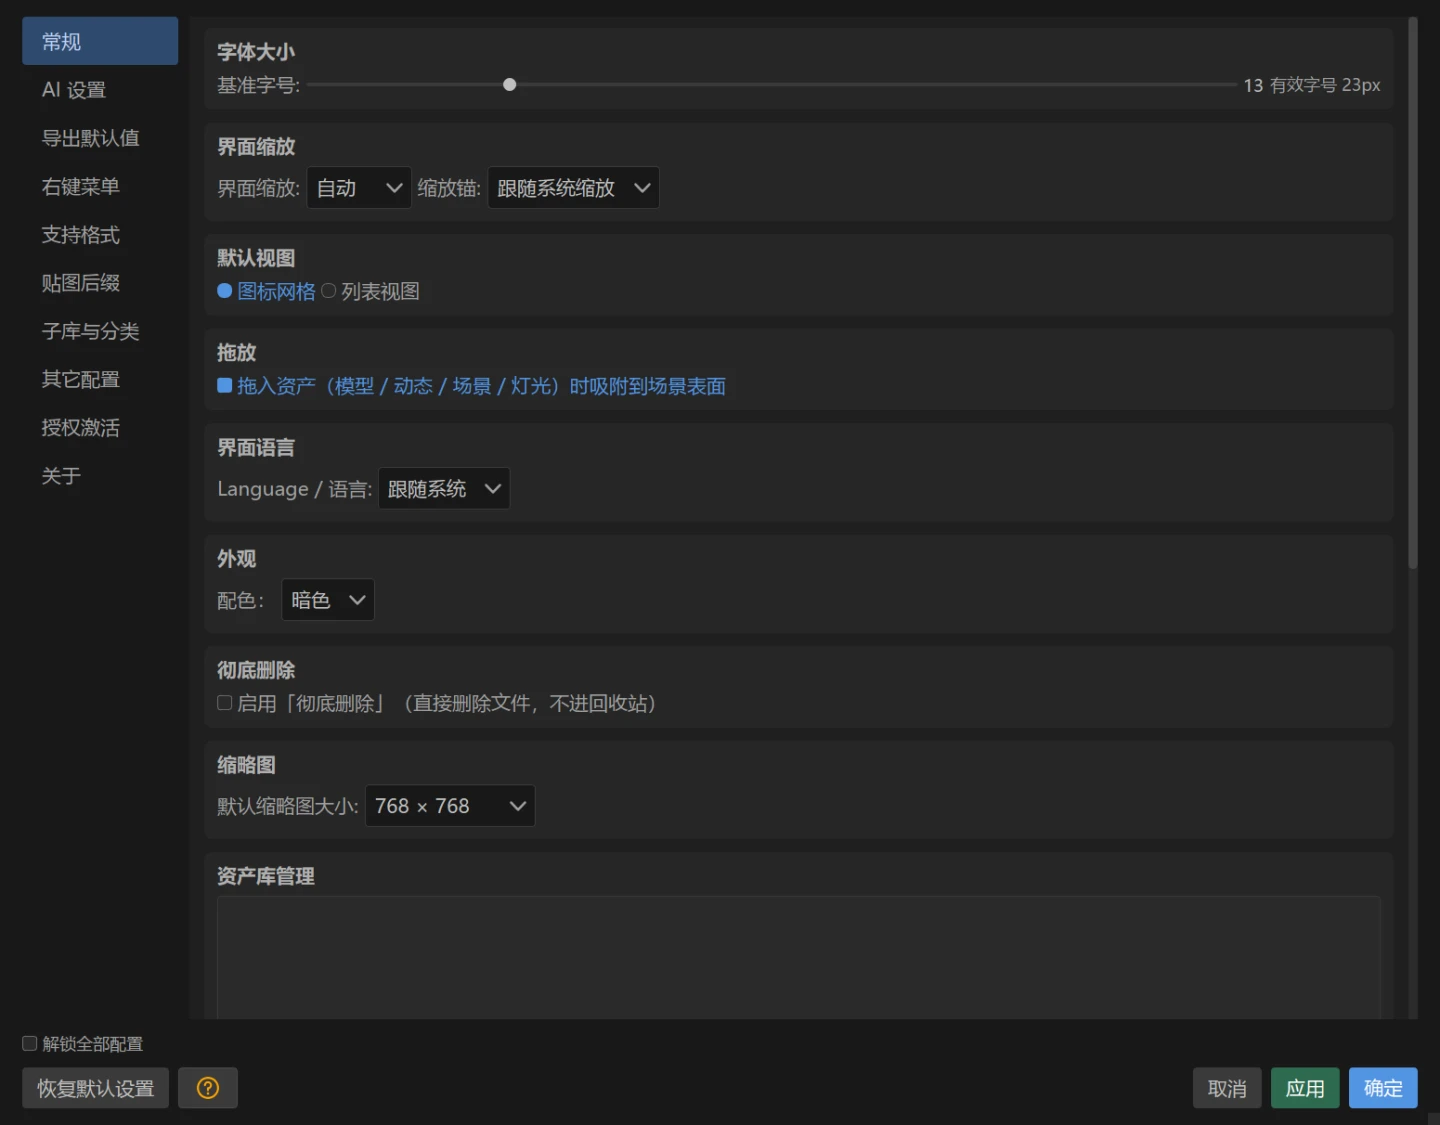 常规
AI 设置
导出默认值
右键菜单
支持格式
贴图后缀
子库与分类
其它配置
授权激活
关于
字体大小
基准字号: 13 有效字号 23px
界面缩放
界面缩放: 自动 缩放锚: 跟随系统缩放
默认视图
图标网格 列表视图
拖放
拖入资产（模型 / 动态 / 场景 / 灯光）时吸附到场景表面
界面语言
Language / 语言: 跟随系统
外观
配色： 暗色
彻底删除
启用「彻底删除」（直接删除文件，不进回收站）
缩略图
默认缩略图大小: 768 × 768
资产库管理
解锁全部配置
恢复默认设置 ? 取消 应用 确定